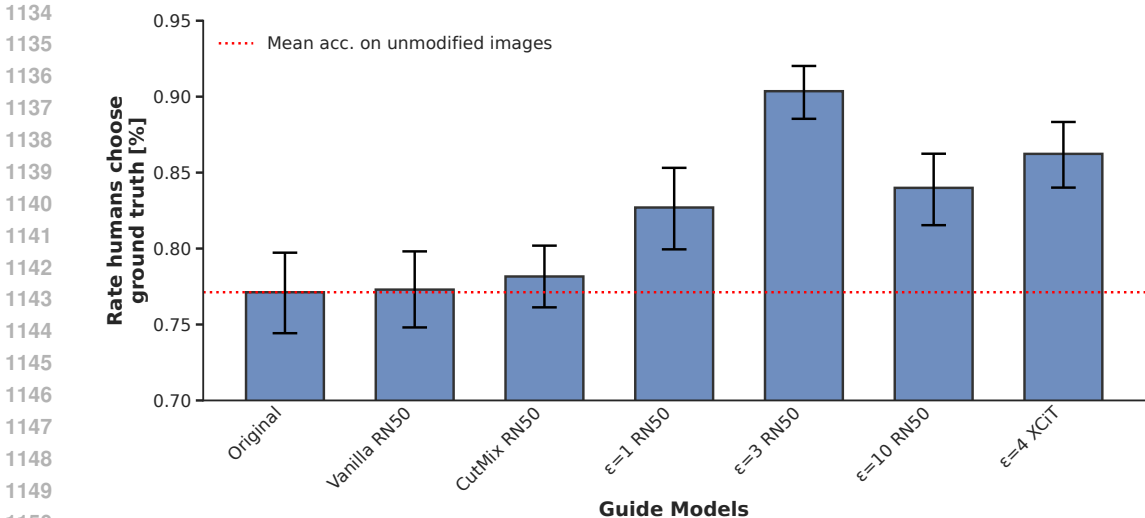 1134
1135
1136
1137
1138
1139
1140
1141
1142
1143
1144
1145
1146
1147
1148
1149
0.95
0.90
0.85
0.80
0.75
0.70
Rate humans choose
ground truth [%]
Mean acc. on unmodified images
Original
Vanilla RN50
CutMix RN50
ε=1 RN50
ε=3 RN50
ε=10 RN50
ε=4 XCiT
Guide Models